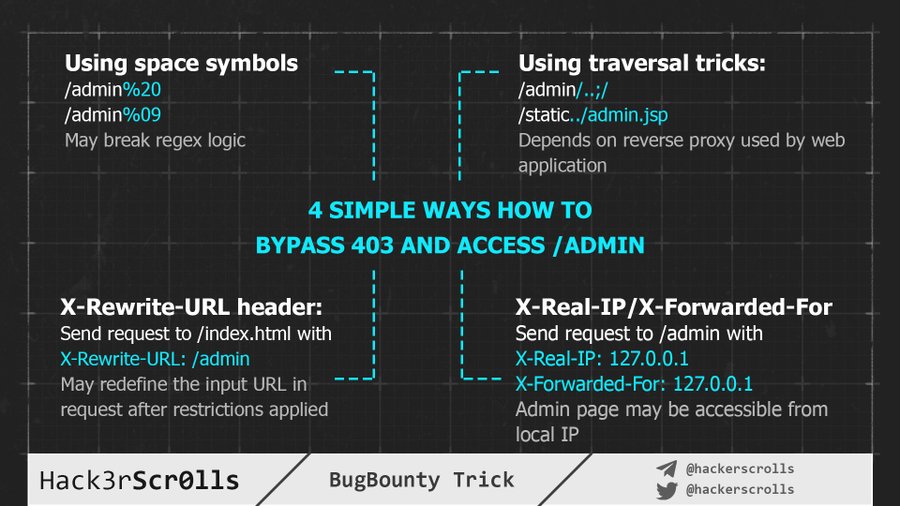 Using space symbols
/admin%20
/admin%09
May break regex logic
Using traversal tricks:
/admin/..;/
/static../admin.jsp
Depends on reverse proxy used by web
application
4 SIMPLE WAYS HOW TO
BYPASS 403 AND ACCESS /ADMIN
X-Rewrite-URL header:
Send request to /index.html with
X-Rewrite-URL: /admin
May redefine the input URL in
request after restrictions applied
X-Real-IP/X-Forwarded-For
Send request to /admin with
X-Real-IP: 127.0.0.1
X-Forwarded-For: 127.0.0.1
Admin page may be accessible from
local IP
Hack3rScr0lls
BugBounty Trick
@hackerscrolls
@hackerscrolls